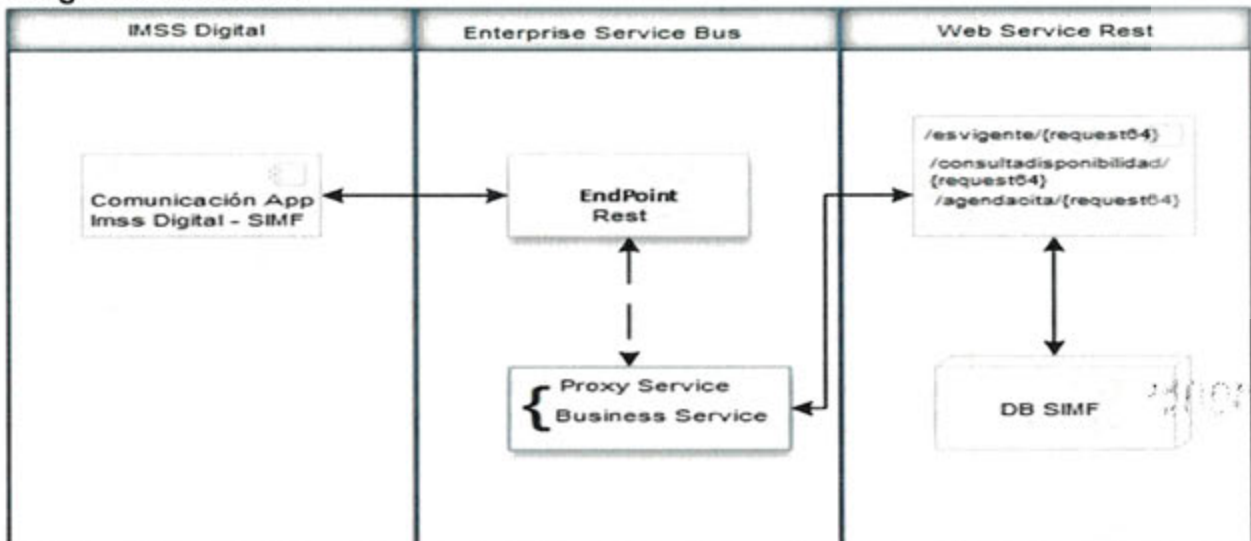 IMSS Digital
Enterprise Service Bus
Web Service Rest
Comunicación App
Imss Digital - SIMF
EndPoint
Rest
{ Proxy Service
Business Service
/esvigente/{request64}
/consultadisponibilidad/
{request64}
/agendacita/{request64}
DB SIMF